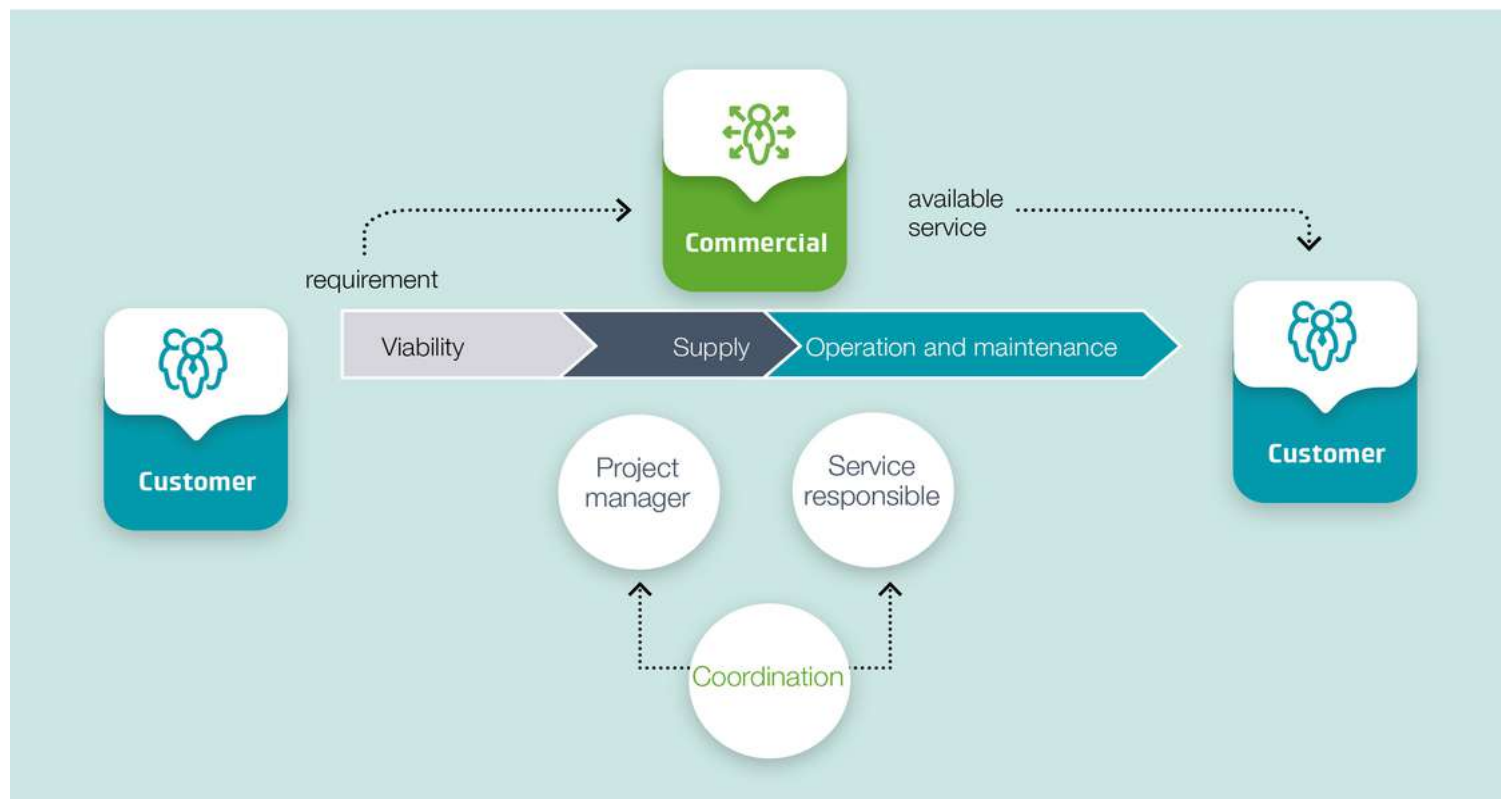 Commercial
available
service
requirement
Viability
Supply
Operation and maintenance
Customer
Customer
Project
manager
Service
responsible
Coordination